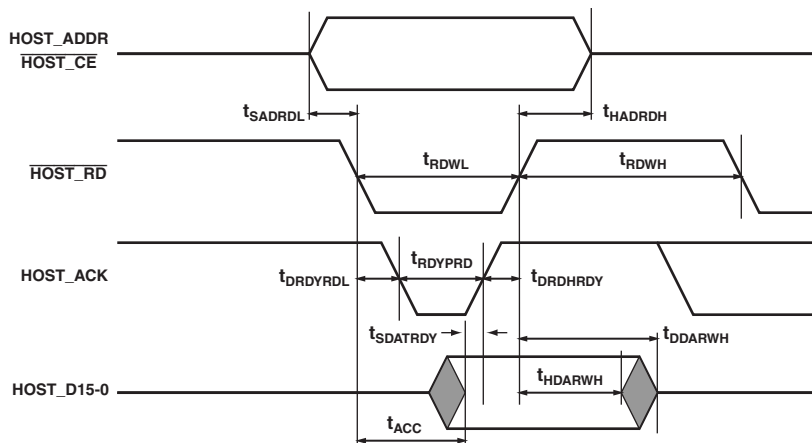 HOST_ADDR
HOST_CE
tSADRDL
tHADRDH
HOST_RD
tRDWL
tRDWH
HOST_ACK
tDRDYRDL
tRDYPRD
tDRDHRDY
tSDATRDY
tDDARWH
HOST_D15-0
tHDARWH
tACC